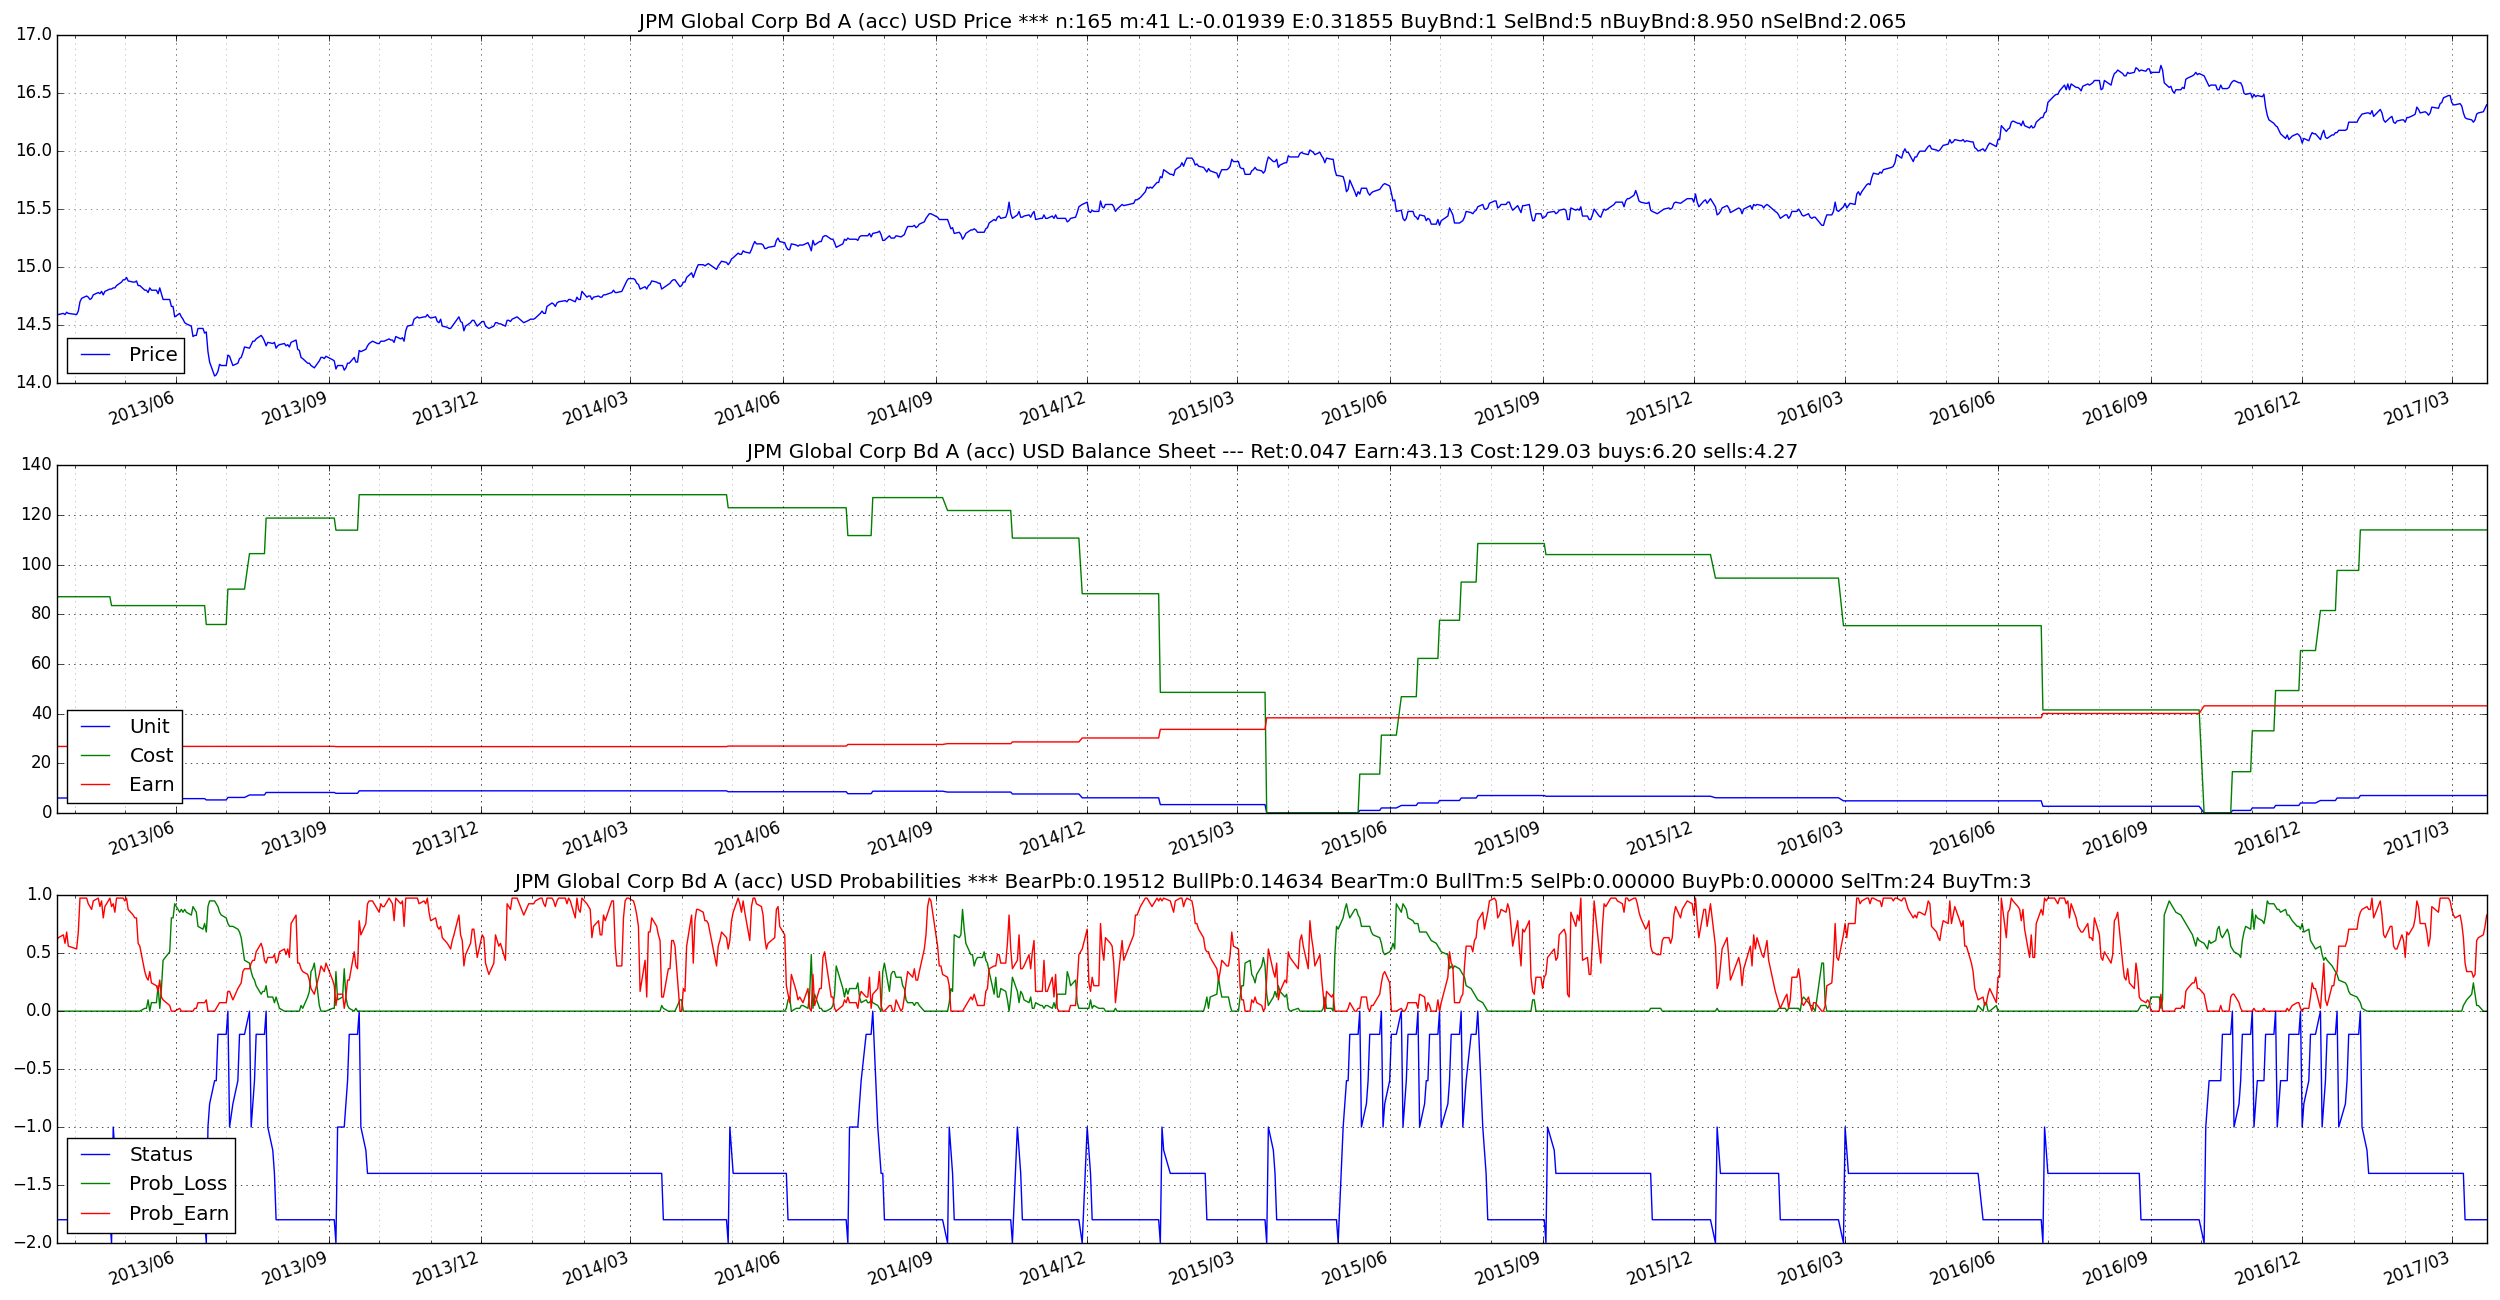 JPM Global Corp Bd A (acc) USD Price *** n:165 m:41 L:-0.01939 E:0.31855 BuyBnd:1 SelBnd:5 nBuyBnd:8.950 nSelBnd:2.065
17.0
16.5
16.0
15.5
15.0
14.5
14.0
Price
2013/06 2013/09 2013/12 2014/03 2014/06 2014/09 2014/12 2015/03 2015/06 2015/09 2015/12 2016/03 2016/06 2016/09 2016/12 2017/03
JPM Global Corp Bd A (acc) USD Balance Sheet --- Ret:0.047 Earn:43.13 Cost:129.03 buys:6.20 sells:4.27
140
120
100
80
60
40
20
0
Unit
Cost
Earn
2013/06 2013/09 2013/12 2014/03 2014/06 2014/09 2014/12 2015/03 2015/06 2015/09 2015/12 2016/03 2016/06 2016/09 2016/12 2017/03
JPM Global Corp Bd A (acc) USD Probabilities *** BearPb:0.19512 BullPb:0.14634 BearTm:0 BullTm:5 SelPb:0.00000 BuyPb:0.00000 SelTm:24 BuyTm:3
1.0
0.5
0.0
−0.5
−1.0
−1.5
−2.0
Status
Prob_Loss
Prob_Earn
2013/06 2013/09 2013/12 2014/03 2014/06 2014/09 2014/12 2015/03 2015/06 2015/09 2015/12 2016/03 2016/06 2016/09 2016/12 2017/03